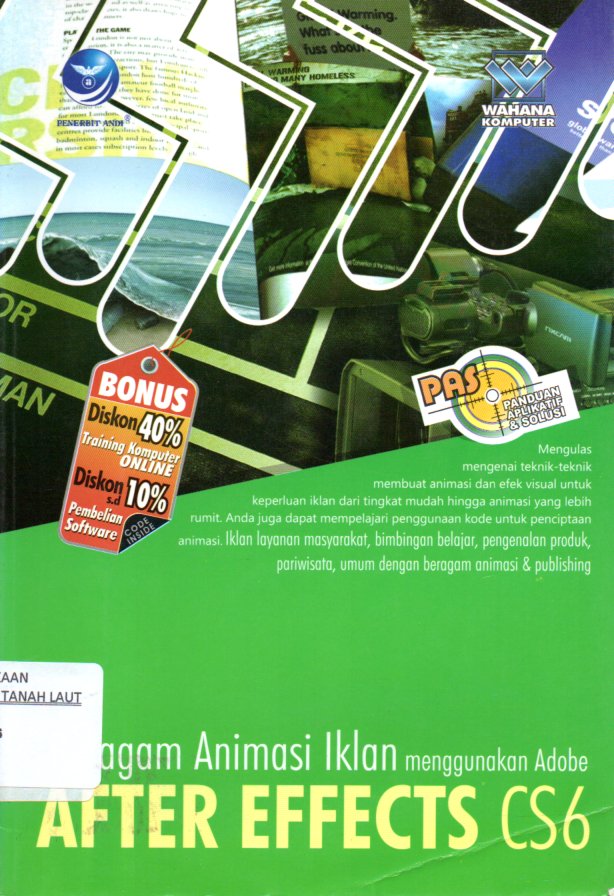 THE GAME
Warming.
What
fuss about
WARMING
MANY HOMELESS
PENERBIT ANDI ®
WAHANA
KOMPUTER
OR
MAN
BONUS
Diskon 40%
Training Komputer
ONLINE
Diskon s.d 10%
Pembelian
Software
CODE
INSIDE
PAS
PANDUAN
APLIKATIF
& SOLUSI
Mengulas
mengenai teknik-teknik
membuat animasi dan efek visual untuk
keperluan iklan dari tingkat mudah hingga animasi yang lebih
rumit. Anda juga dapat mempelajari penggunaan kode untuk penciptaan
animasi. Iklan layanan masyarakat, bimbingan belajar, pengenalan produk,
pariwisata, umum dengan beragam animasi & publishing
KAAN
TANAH LAUT
agam Animasi Iklan menggunakan Adobe
AFTER EFFECTS CS6